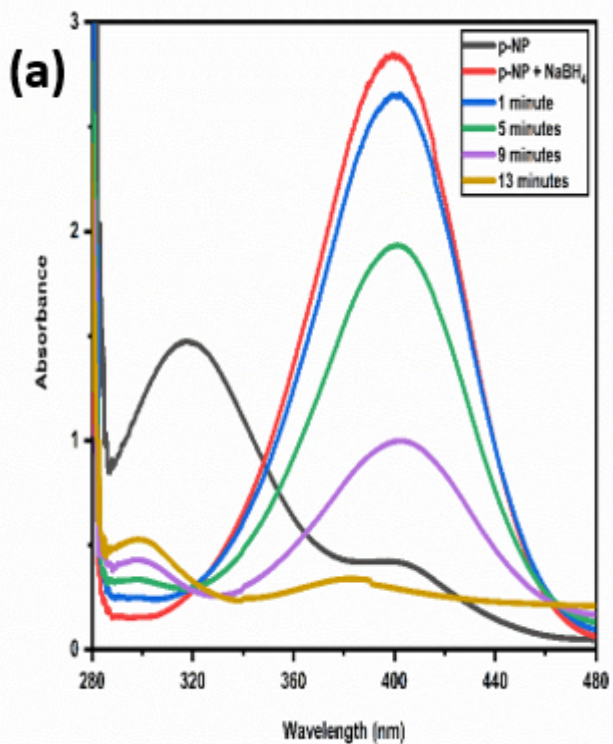 (a)
3
2
1
0
Absorbance
p-NP
p-NP + NaBH₄
1 minute
5 minutes
9 minutes
13 minutes
280 320 360 400 440 480
Wavelength (nm)